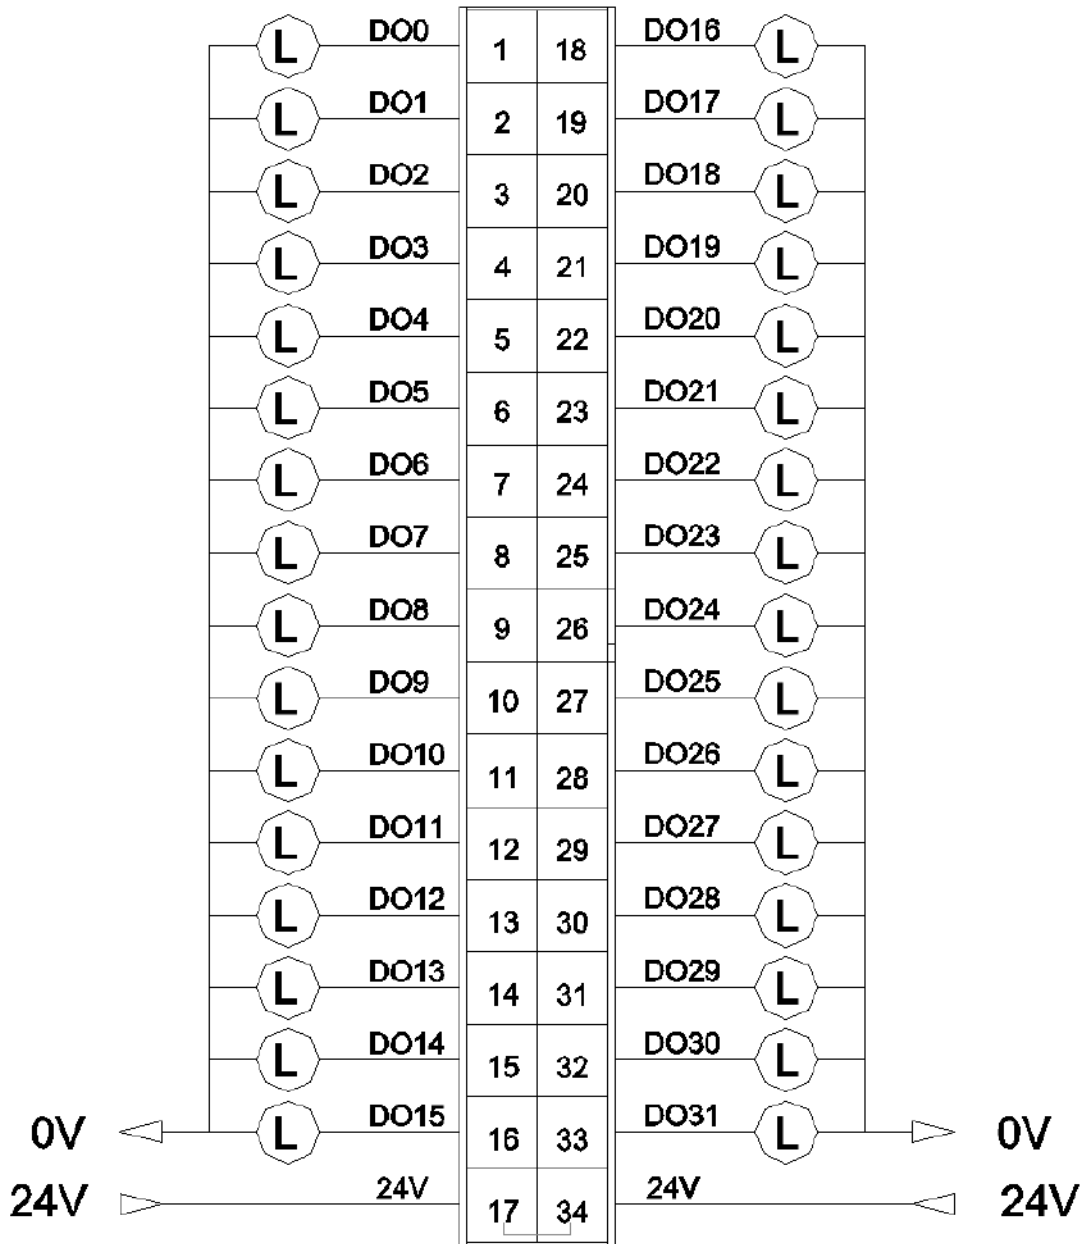 L DO0 1 18 DO16 L
L DO1 2 19 DO17 L
L DO2 3 20 DO18 L
L DO3 4 21 DO19 L
L DO4 5 22 DO20 L
L DO5 6 23 DO21 L
L DO6 7 24 DO22 L
L DO7 8 25 DO23 L
L DO8 9 26 DO24 L
L DO9 10 27 DO25 L
L DO10 11 28 DO26 L
L DO11 12 29 DO27 L
L DO12 13 30 DO28 L
L DO13 14 31 DO29 L
L DO14 15 32 DO30 L
0V L DO15 16 33 DO31 L 0V
24V 24V 17 34 24V 24V